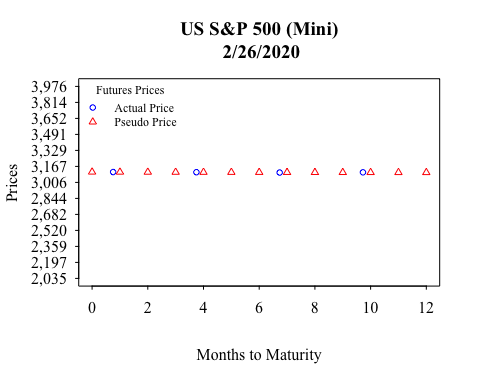 US S&P 500 (Mini)
2/26/2020
Futures Prices
Actual Price
Pseudo Price
Prices
3,976
3,814
3,652
3,491
3,329
3,167
3,006
2,844
2,682
2,520
2,359
2,197
2,035
0 2 4 6 8 10 12
Months to Maturity